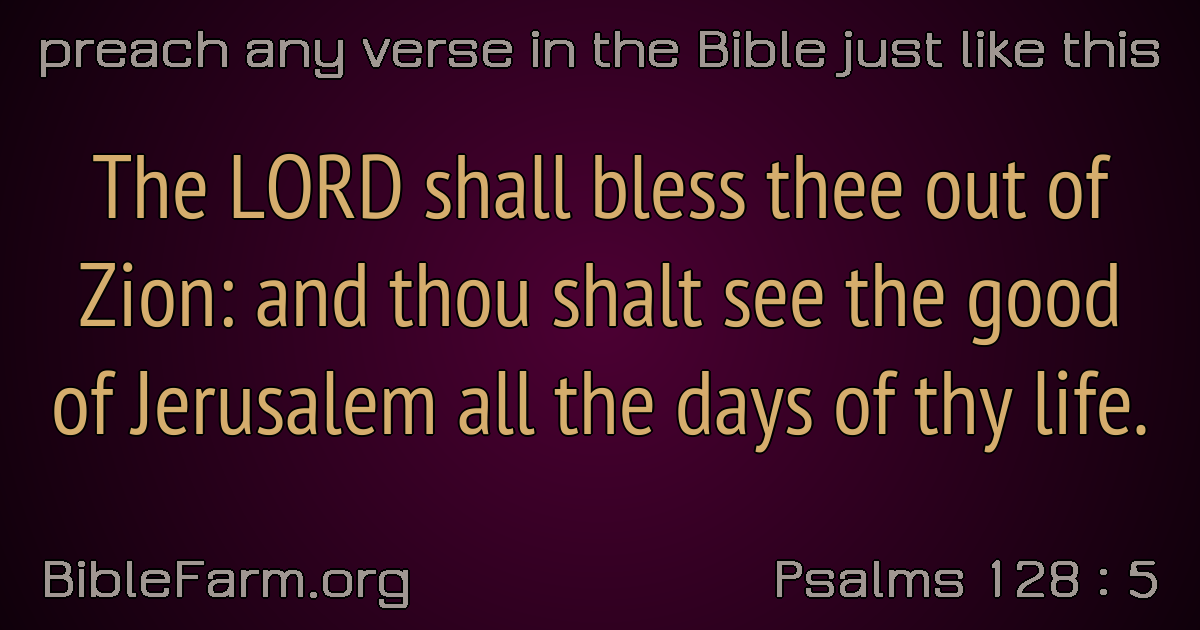 preach any verse in the Bible just like this
The LORD shall bless thee out of
Zion: and thou shalt see the good
of Jerusalem all the days of thy life.
BibleFarm.org
Psalms 128 : 5